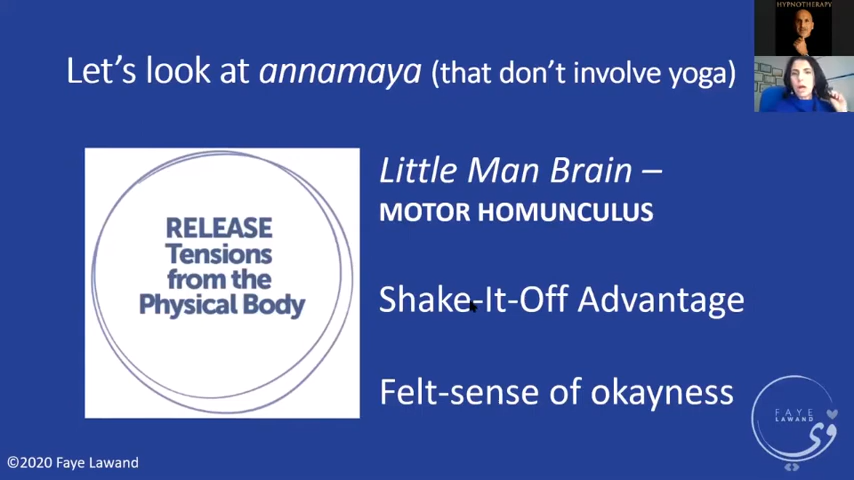 HYPNOTHERAPY
Let's look at annamaya (that don't involve yoga)
RELEASE
Tensions
from the
Physical Body
Little Man Brain –
MOTOR HOMUNCULUS
Shake-It-Off Advantage
Felt-sense of okayness
FAYE
LAWAND
©2020 Faye Lawand